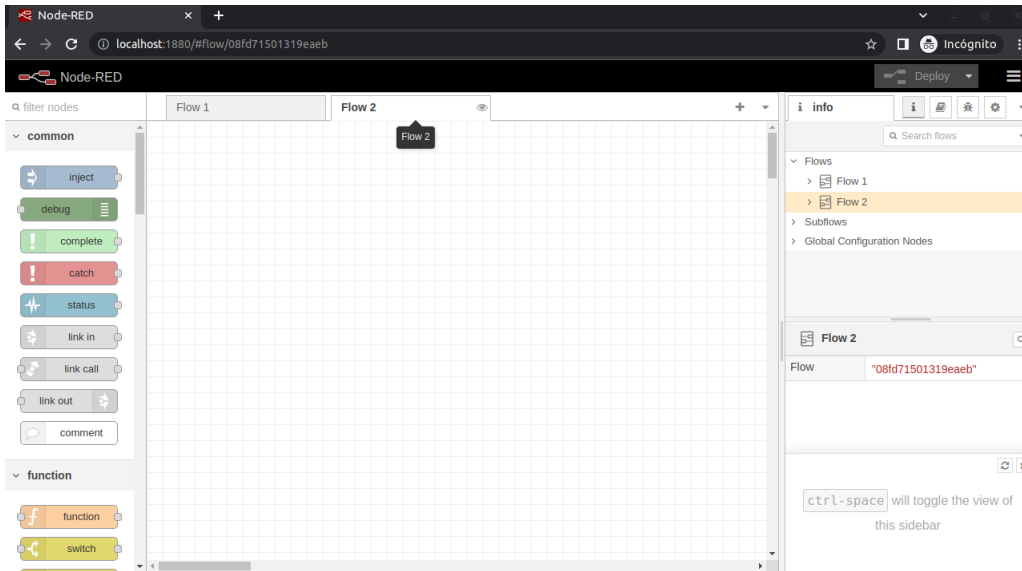 Node-RED
localhost:1880/#flow/08fd71501319eaeb
Incógnito
Node-RED
Deploy
filter nodes
Flow 1
Flow 2
i info
i
Search flows
common
Flow 2
Flows
Flow 1
Flow 2
Subflows
Global Configuration Nodes
inject
debug
complete
catch
status
link in
link call
link out
comment
Flow 2
Flow
"08fd71501319eaeb"
function
function
switch
ctrl-space will toggle the view of
this sidebar